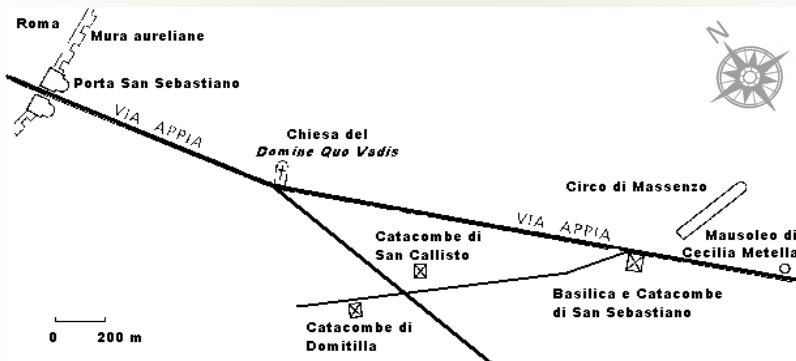 Roma
Mura aureliane
Porta San Sebastiano
VIA APPIA
Chiesa del
Domine Quo Vadis
N
Circo di Massenzo
VIA APPIA
Mausoleo di
Cecilia Metella
Catacombe di
San Callisto
Basilica e Catacombe
di San Sebastiano
Catacombe di
Domitilla
0 200 m